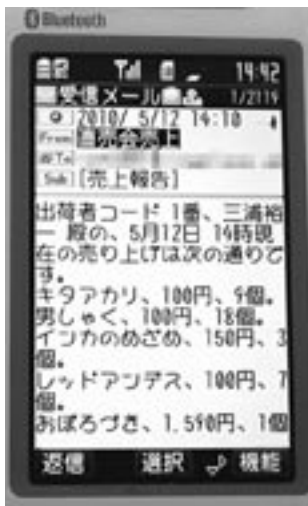 Bluetooth
14:42
受信メール 1/2119
2010/ 5/12 14:10
From 直売会売上
To
Sub [売上報告]
出荷者コード 1番、三浦裕
一 殿の、5月12日 14時現
在の売り上げは次の通りで
す。
キタアカリ、100円、9個。
男しゃく、100円、18個。
インカのめざめ、150円、3
個。
レッドアンデス、100円、7
個。
おぼろづき、1,590円、1個
返信 選択 機能